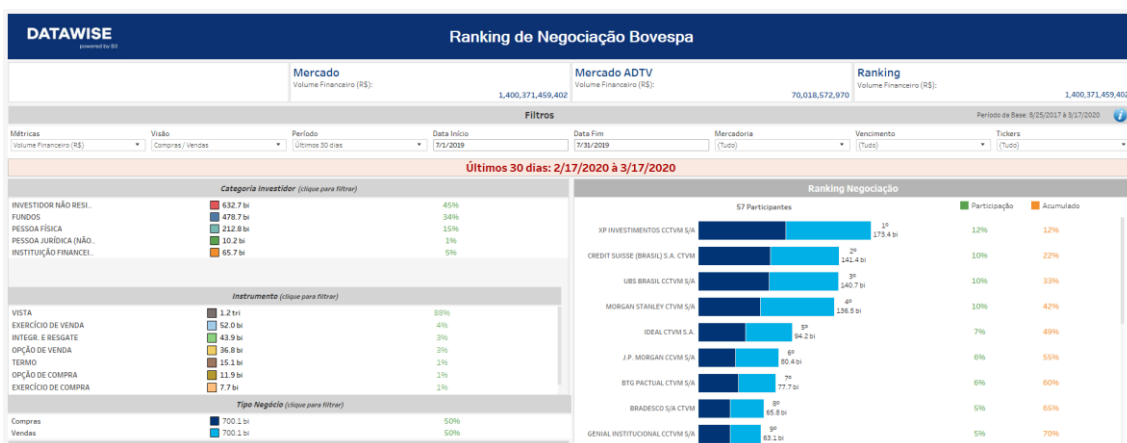 DATAWISE
powered by B3
Ranking de Negociação Bovespa
Mercado
Volume Financeiro (R$):
1,400,371,459,402
Mercado ADTV
Volume Financeiro (R$):
70,018,572,970
Ranking
Volume Financeiro (R$):
1,400,371,459,402
Filtros
Período da Base: 8/25/2017 à 3/17/2020
Métricas
Volume Financeiro (R$)
Visão
Compras / Vendas
Período
Últimos 30 dias
Data Início
7/1/2019
Data Fim
7/31/2019
Mercadoria
(Tudo)
Vencimento
(Tudo)
Tickers
(Tudo)
Últimos 30 dias: 2/17/2020 à 3/17/2020
Categoria Investidor (clique para filtrar)
INVESTIDOR NÃO RESI.. 632.7 bi 45%
FUNDOS 478.7 bi 34%
PESSOA FÍSICA 212.8 bi 15%
PESSOA JURÍDICA (NÃO.. 10.2 bi 1%
INSTITUIÇÃO FINANCEI.. 65.7 bi 5%
Instrumento (clique para filtrar)
VISTA 1.2 tri 88%
EXERCÍCIO DE VENDA 52.0 bi 4%
INTEGR. E RESGATE 43.9 bi 3%
OPÇÃO DE VENDA 36.8 bi 3%
TERMO 15.1 bi 1%
OPÇÃO DE COMPRA 11.9 bi 1%
EXERCÍCIO DE COMPRA 7.7 bi 1%
Tipo Negócio (clique para filtrar)
Compras 700.1 bi 50%
Vendas 700.1 bi 50%
Ranking Negociação
57 Participantes Participação Acumulado
XP INVESTIMENTOS CCTVM S/A 1º 173.4 bi 12% 12%
CREDIT SUISSE (BRASIL) S.A. CTVM 2º 141.4 bi 10% 22%
UBS BRASIL CCTVM S/A 3º 140.7 bi 10% 33%
MORGAN STANLEY CTVM S/A 4º 136.5 bi 10% 42%
IDEAL CTVM S.A. 5º 94.2 bi 7% 49%
J.P. MORGAN CCVM S/A 6º 80.4 bi 6% 55%
BTG PACTUAL CTVM S/A 7º 77.7 bi 6% 60%
BRADESCO S/A CTVM 8º 65.8 bi 5% 65%
GENIAL INSTITUCIONAL CCTVM S/A 9º 63.1 bi 5% 70%